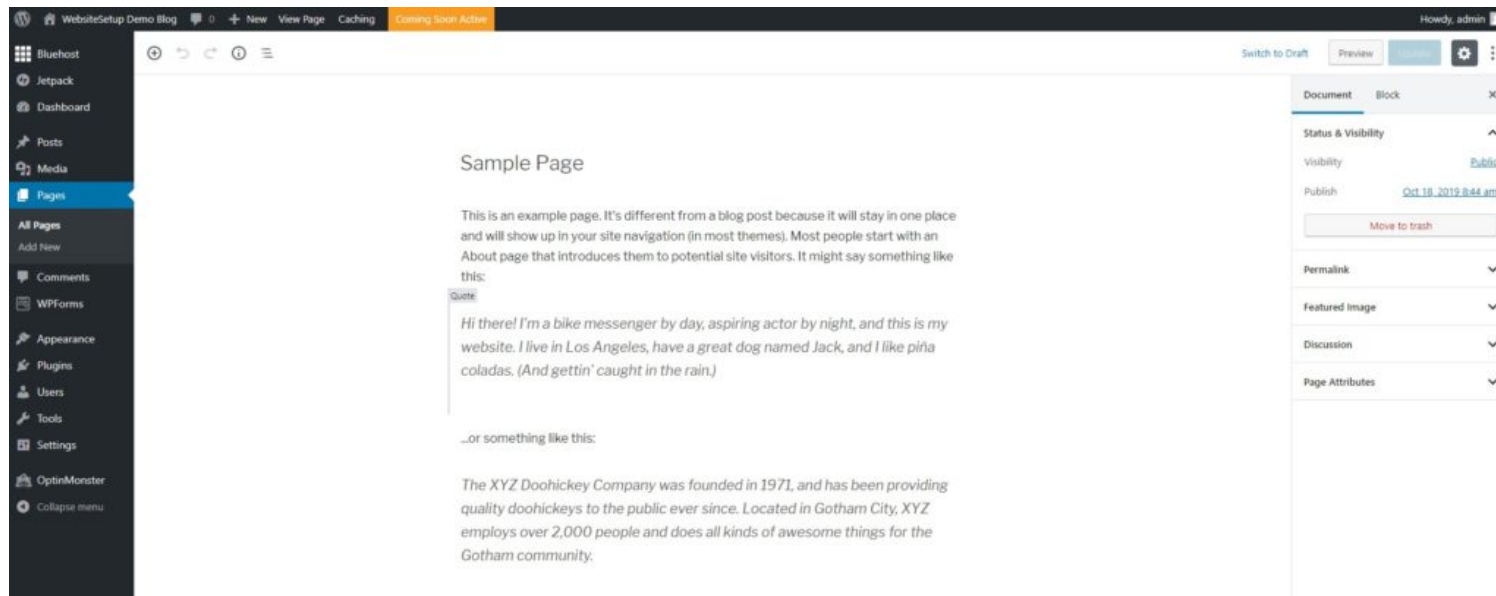 WebsiteSetup Demo Blog 0 + New View Page Caching Coming Soon Active Howdy, admin
Bluehost
Jetpack
Dashboard
Posts
Media
Pages
All Pages
Add New
Comments
WPForms
Appearance
Plugins
Users
Tools
Settings
OptinMonster
Collapse menu
Switch to Draft Preview Update
Sample Page
This is an example page. It's different from a blog post because it will stay in one place
and will show up in your site navigation (in most themes). Most people start with an
About page that introduces them to potential site visitors. It might say something like
this:
Quote
Hi there! I'm a bike messenger by day, aspiring actor by night, and this is my
website. I live in Los Angeles, have a great dog named Jack, and I like piña
coladas. (And gettin' caught in the rain.)
...or something like this:
The XYZ Doohickey Company was founded in 1971, and has been providing
quality doohickeys to the public ever since. Located in Gotham City, XYZ
employs over 2,000 people and does all kinds of awesome things for the
Gotham community.
Document Block
Status & Visibility
Visibility Public
Publish Oct 18, 2019 8:44 am
Move to trash
Permalink
Featured Image
Discussion
Page Attributes